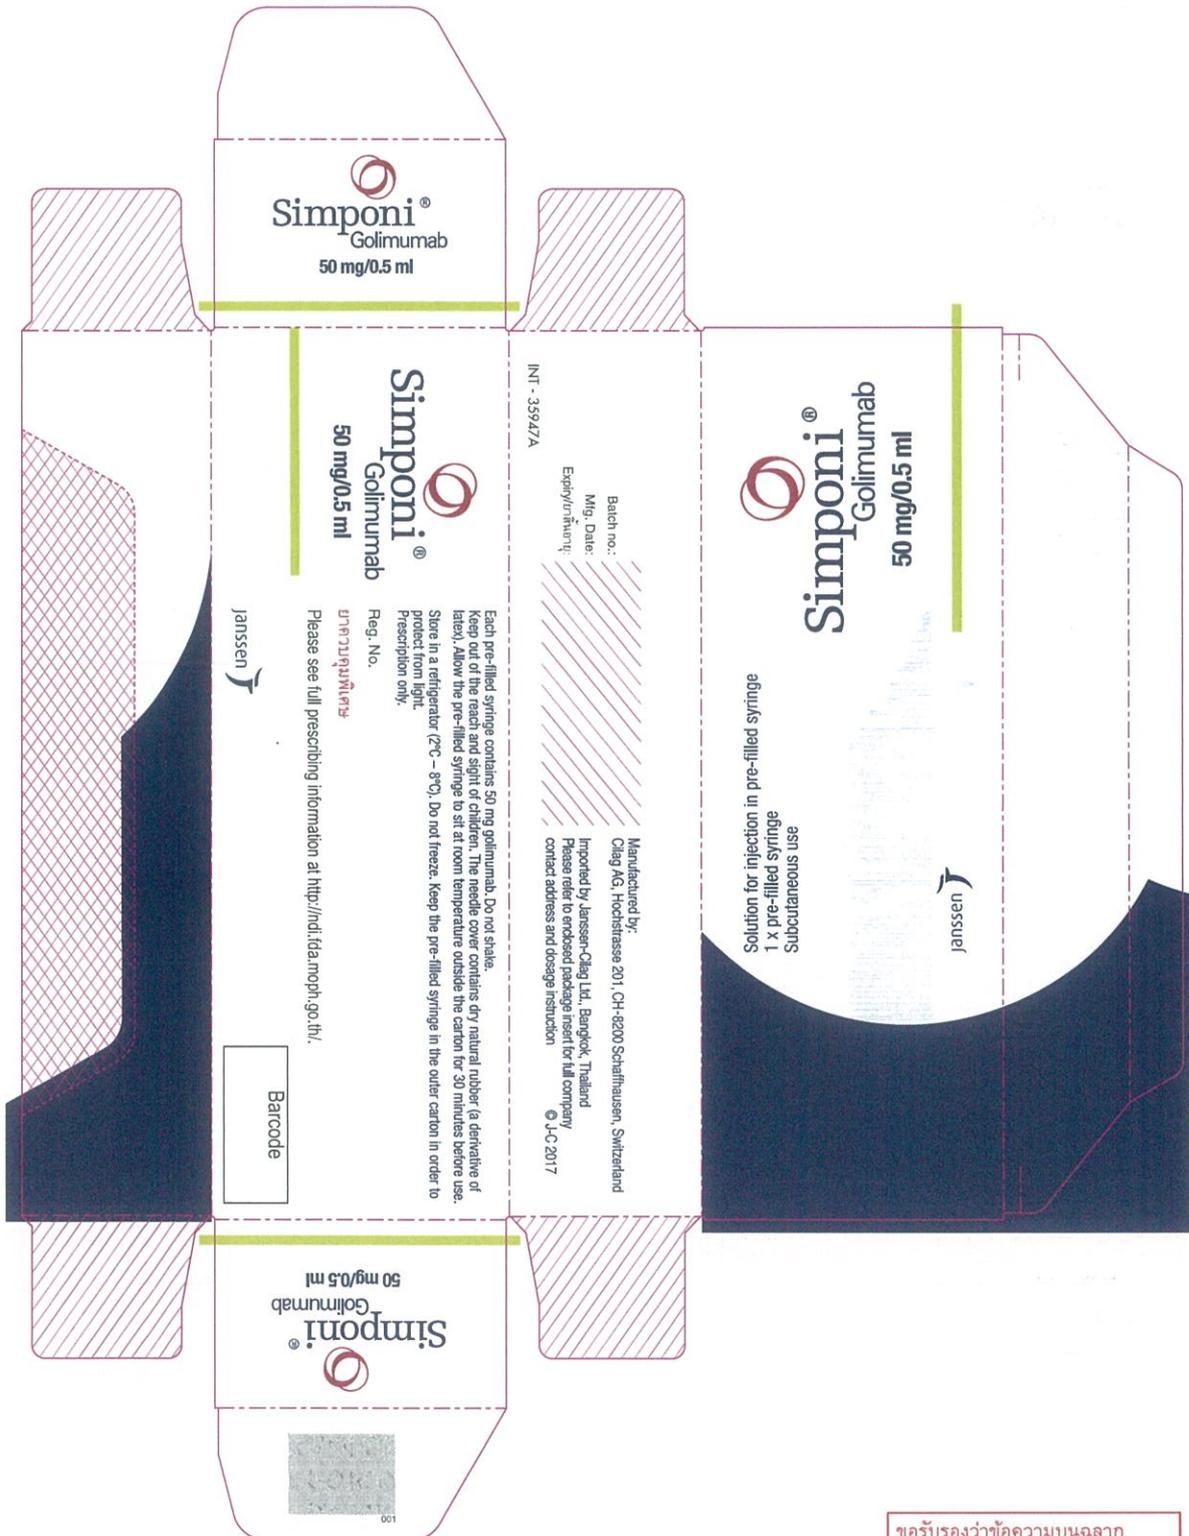 Simponi®
Golimumab
50 mg/0.5 ml
Simponi®
Golimumab
50 mg/0.5 ml
Each pre-filled syringe contains 50 mg golimumab. Do not shake.
Keep out of the reach and sight of children. The needle cover contains dry natural rubber (a derivative of
latex). Allow the pre-filled syringe to sit at room temperature outside the carton for 30 minutes before use.
Store in a refrigerator (2°C – 8°C). Do not freeze. Keep the pre-filled syringe in the outer carton in order to
protect from light.
Prescription only.
Reg. No.
ยาควบคุมพิเศษ
Please see full prescribing information at http://ndi.fda.moph.go.th/.
janssen
Barcode
INT - 35947A
Batch no.:
Mfg. Date:
Expiry/ยาสิ้นอายุ:
Manufactured by:
Cilag AG, Hochstrasse 201, CH-8200 Schaffhausen, Switzerland
Imported by Janssen-Cilag Ltd., Bangkok, Thailand
Please refer to enclosed package insert for full company
contact address and dosage instruction
© J-C 2017
Simponi®
Golimumab
50 mg/0.5 ml
Solution for injection in pre-filled syringe
1 x pre-filled syringe
Subcutaneous use
janssen
Simponi®
Golimumab
50 mg/0.5 ml
001
ขอรับรองว่าข้อความบนฉลาก